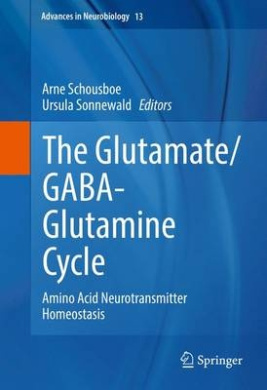 Advances in Neurobiology 13
Arne Schousboe
Ursula Sonnewald Editors
The Glutamate/
GABA-
Glutamine
Cycle
Amino Acid Neurotransmitter
Homeostasis
Springer